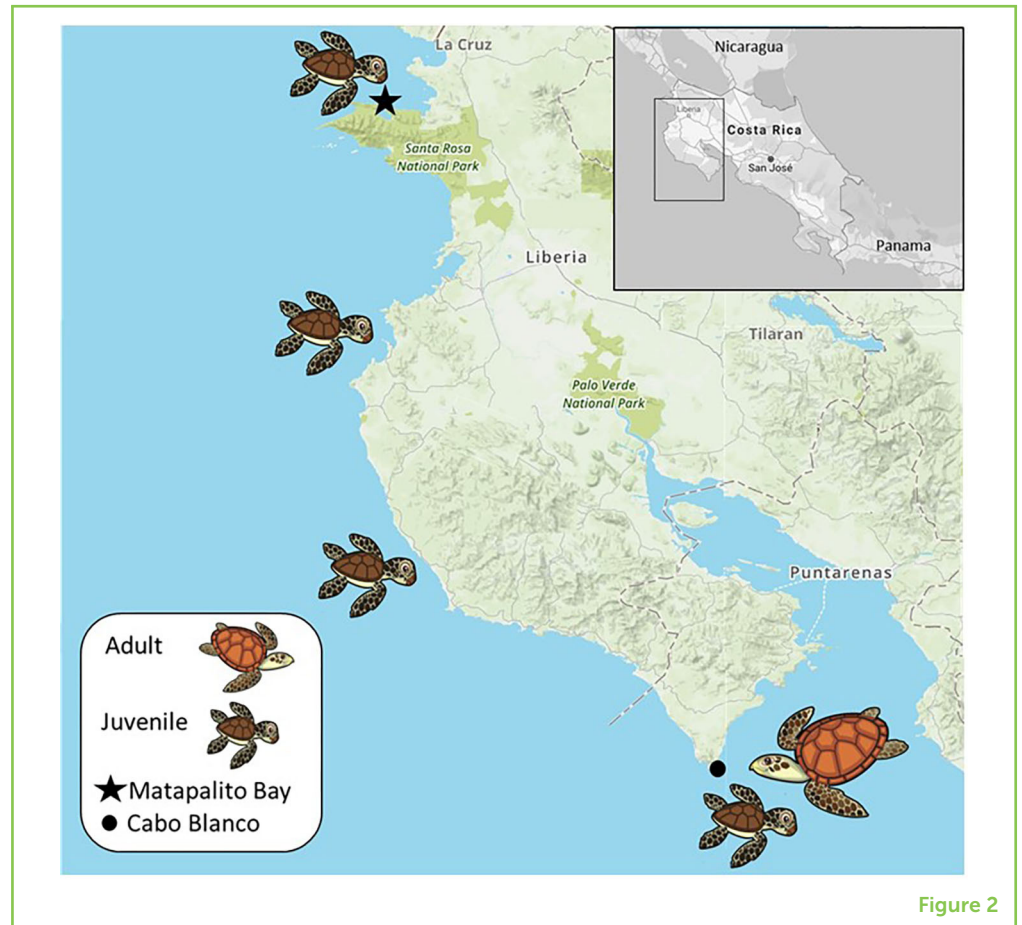 La Cruz
Santa Rosa
National Park
Liberia
Palo Verde
National Park
Tilaran
Puntarenas
Nicaragua
Liberia
Costa Rica
San José
Panama
Adult
Juvenile
Matapalito Bay
Cabo Blanco
Figure 2